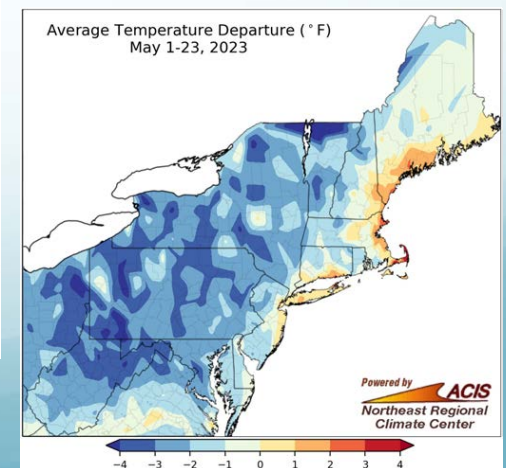 Average Temperature Departure (°F)
May 1-23, 2023
Powered by
ACIS
Northeast Regional
Climate Center
−4 −3 −2 −1 0 1 2 3 4